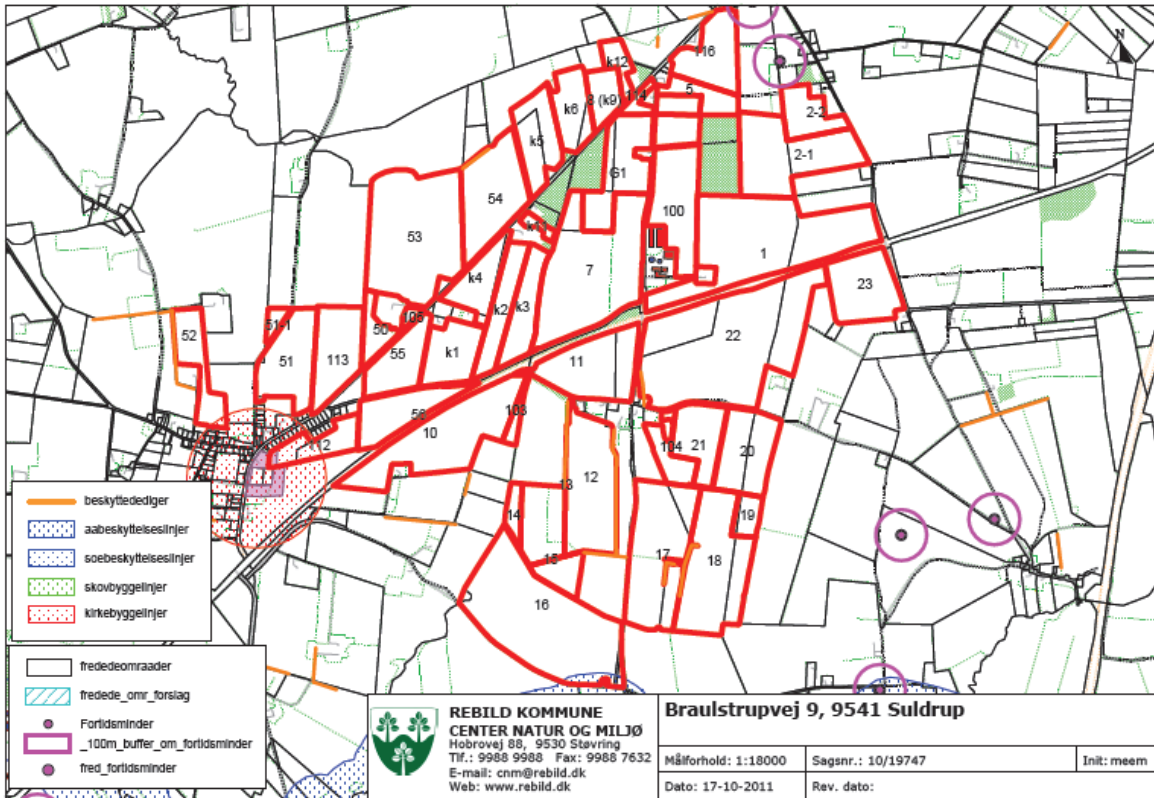 N
116
k12
5
8 (k9)
114
k6
2-2
k5
2-1
G1
54
100
53
1
7
k4
23
k2
k3
105
50
51-1
52
22
51
113
55
k1
11
56
103
10
112
104
21
20
12
13
14
19
17
18
15
16
beskyttedediger
aabeskyttelseslinjer
soebeskyttelseslinjer
skovbyggelinjer
kirkebyggelinjer
fredeomraader
fredede_omr_forslag
Fortidsminder
_100m_buffer_om_fortidsminder
fred_fortidsminder
REBILD KOMMUNE
CENTER NATUR OG MILJØ
Hobrovej 88, 9530 Støvring
Tlf.: 9988 9988 Fax: 9988 7632
E-mail: cnm@rebild.dk
Web: www.rebild.dk
Braulstrupvej 9, 9541 Suldrup
Målforhold: 1:18000
Sagsnr.: 10/19747
Init: meem
Dato: 17-10-2011
Rev. dato: